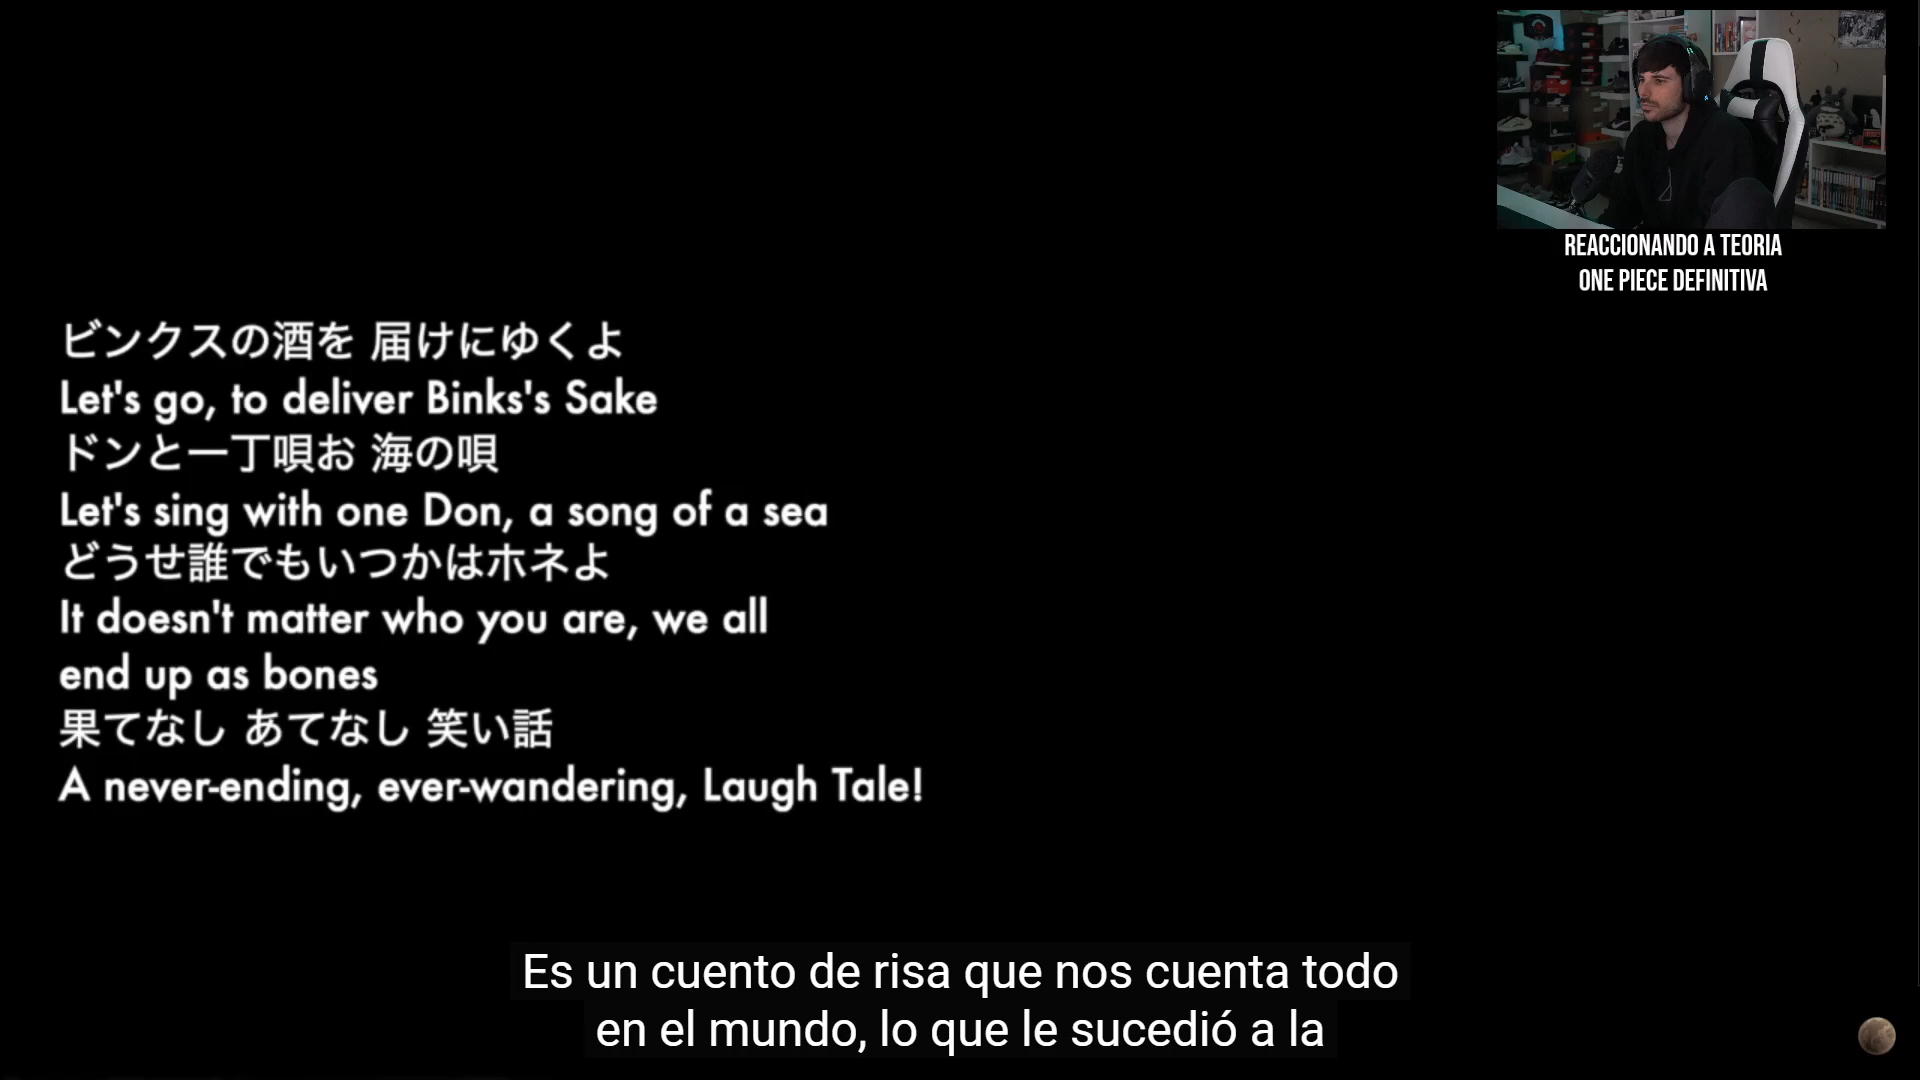 REACCIONANDO A TEORIA
ONE PIECE DEFINITIVA
ビンクスの酒を 届けにゆくよ
Let's go, to deliver Binks's Sake
ドンと一丁唄お 海の唄
Let's sing with one Don, a song of a sea
どうせ誰でもいつかはホネよ
It doesn't matter who you are, we all
end up as bones
果てなし あてなし 笑い話
A never-ending, ever-wandering, Laugh Tale!
Es un cuento de risa que nos cuenta todo
en el mundo, lo que le sucedió a la